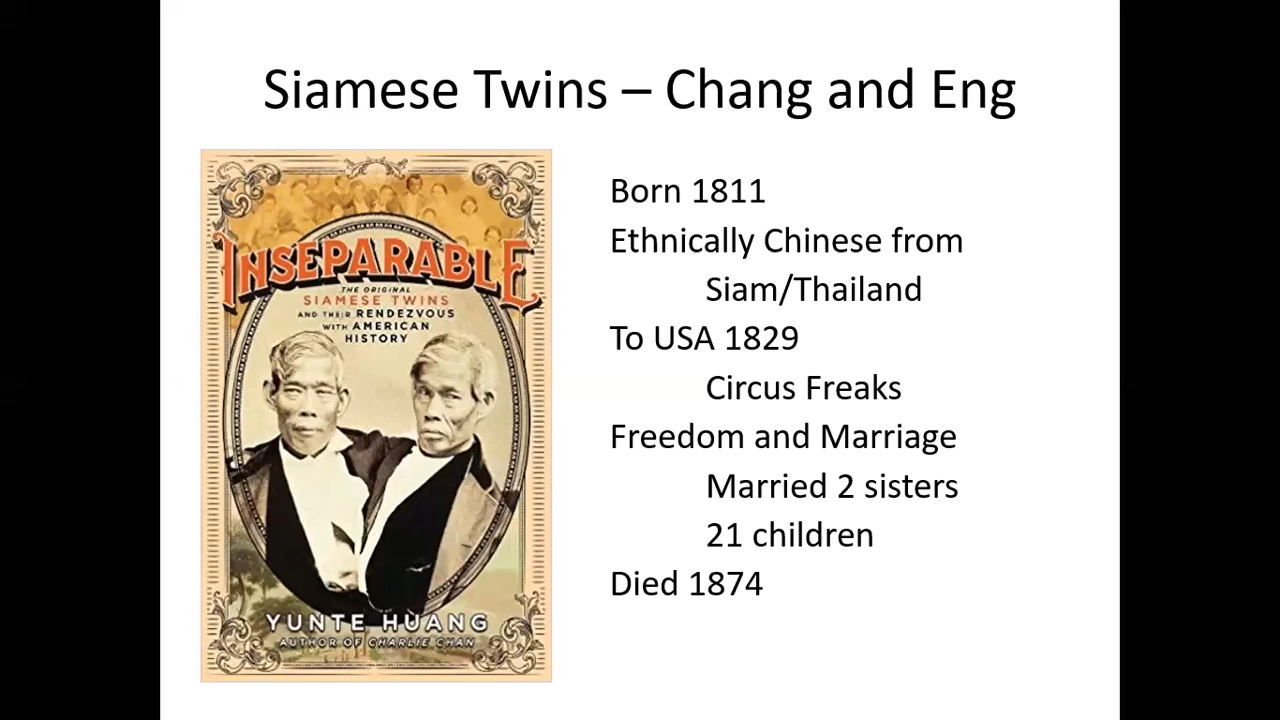 Siamese Twins – Chang and Eng
INSEPARABLE
THE ORIGINAL
SIAMESE TWINS
AND THEIR RENDEZVOUS
WITH AMERICAN
HISTORY
YUNTE HUANG
AUTHOR OF CHARLIE CHAN
Born 1811
Ethnically Chinese from
Siam/Thailand
To USA 1829
Circus Freaks
Freedom and Marriage
Married 2 sisters
21 children
Died 1874